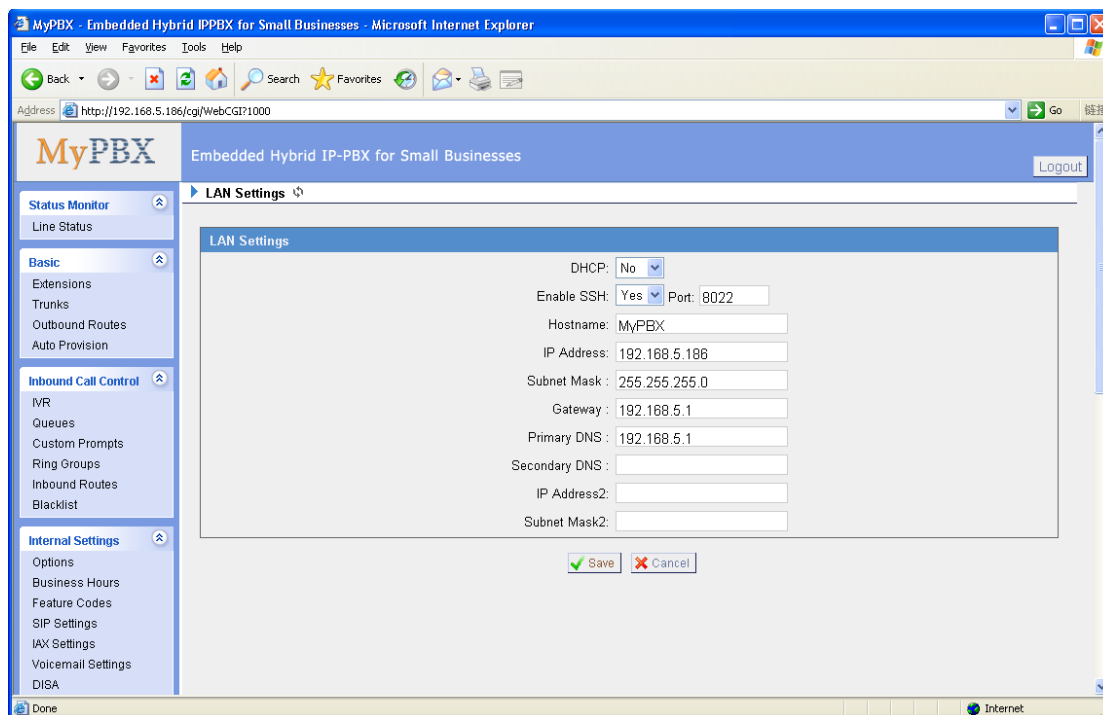 MyPBX - Embedded Hybrid IPPBX for Small Businesses - Microsoft Internet Explorer
File Edit View Favorites Tools Help
Back Search Favorites
Address http://192.168.5.186/cgi/WebCGI?1000 Go
MyPBX
Embedded Hybrid IP-PBX for Small Businesses
Logout
Status Monitor
Line Status
Basic
Extensions
Trunks
Outbound Routes
Auto Provision
Inbound Call Control
IVR
Queues
Custom Prompts
Ring Groups
Inbound Routes
Blacklist
Internal Settings
Options
Business Hours
Feature Codes
SIP Settings
IAX Settings
Voicemail Settings
DISA
LAN Settings
LAN Settings
DHCP: No
Enable SSH: Yes Port: 8022
Hostname: MyPBX
IP Address: 192.168.5.186
Subnet Mask : 255.255.255.0
Gateway : 192.168.5.1
Primary DNS : 192.168.5.1
Secondary DNS :
IP Address2:
Subnet Mask2:
Save Cancel
Done Internet